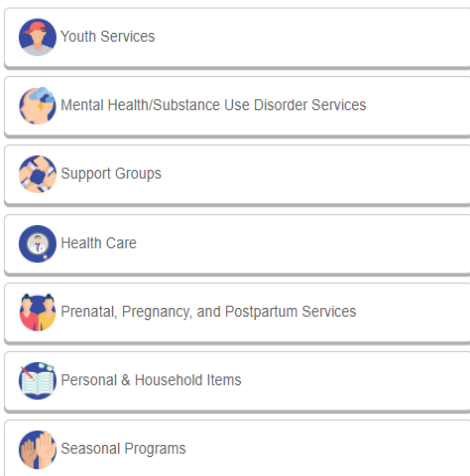 Youth Services
Mental Health/Substance Use Disorder Services
Support Groups
Health Care
Prenatal, Pregnancy, and Postpartum Services
Personal & Household Items
Seasonal Programs